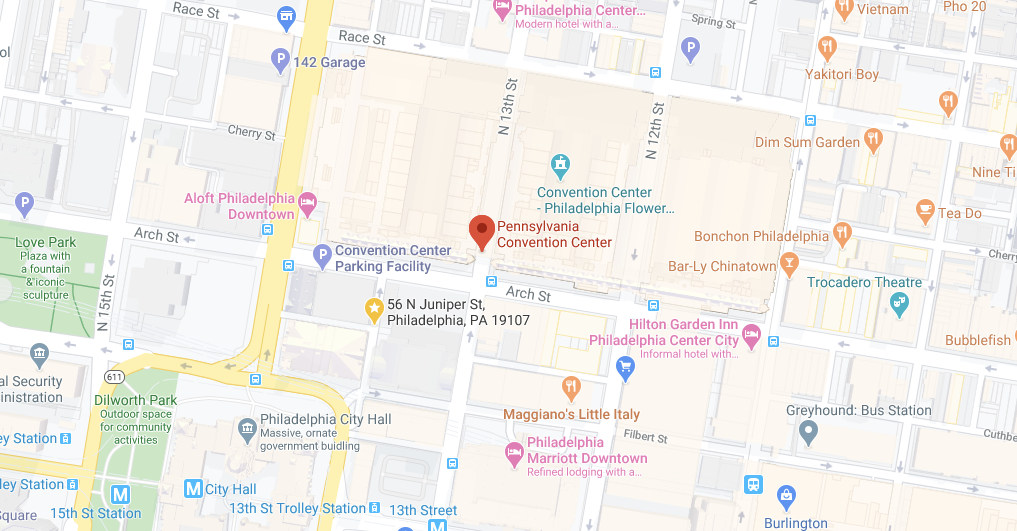 Race St
Philadelphia Center...
Modern hotel with a...
Spring St
Vietnam
Pho 20
Race St
142 Garage
Yakitori Boy
ol
N 13th St
N 12th St
Cherry St
Dim Sum Garden
Nine Ti
Convention Center
- Philadelphia Flower...
Aloft Philadelphia
Downtown
Tea Do
Pennsylvania
Convention Center
Arch St
Bonchon Philadelphia
Love Park
Plaza with
a fountain
& iconic
sculpture
Convention Center
Parking Facility
Bar-Ly Chinatown
Trocadero Theatre
N 15th St
Arch St
56 N Juniper St,
Philadelphia, PA 19107
Hilton Garden Inn
Philadelphia Center City
Informal hotel with...
Bubblefish
611
al Security
ministration
Dilworth Park
Outdoor space
for community
activities
Maggiano's Little Italy
Greyhound: Bus Station
Philadelphia City Hall
Massive, ornate
government buidling
Filbert St
Cuthbe
y Station
Philadelphia
Marriott Downtown
Refined lodging with a...
lley Station
M
City Hall
M
15th St Station
Square
13th St Trolley Station
13th Street
M
Burlington